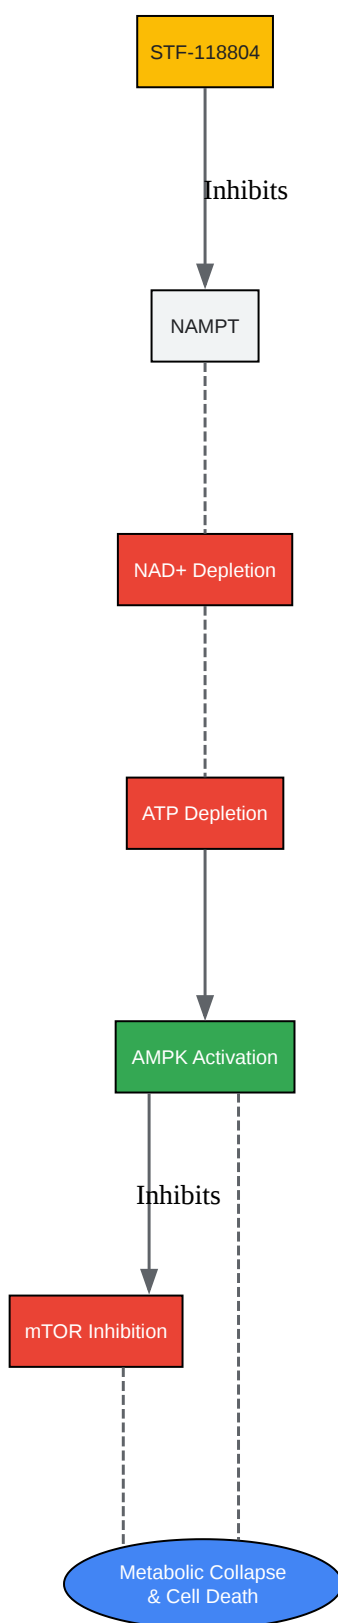 STF-118804
Inhibits
NAMPT
NAD+ Depletion
ATP Depletion
AMPK Activation
Inhibits
mTOR Inhibition
Metabolic Collapse
& Cell Death